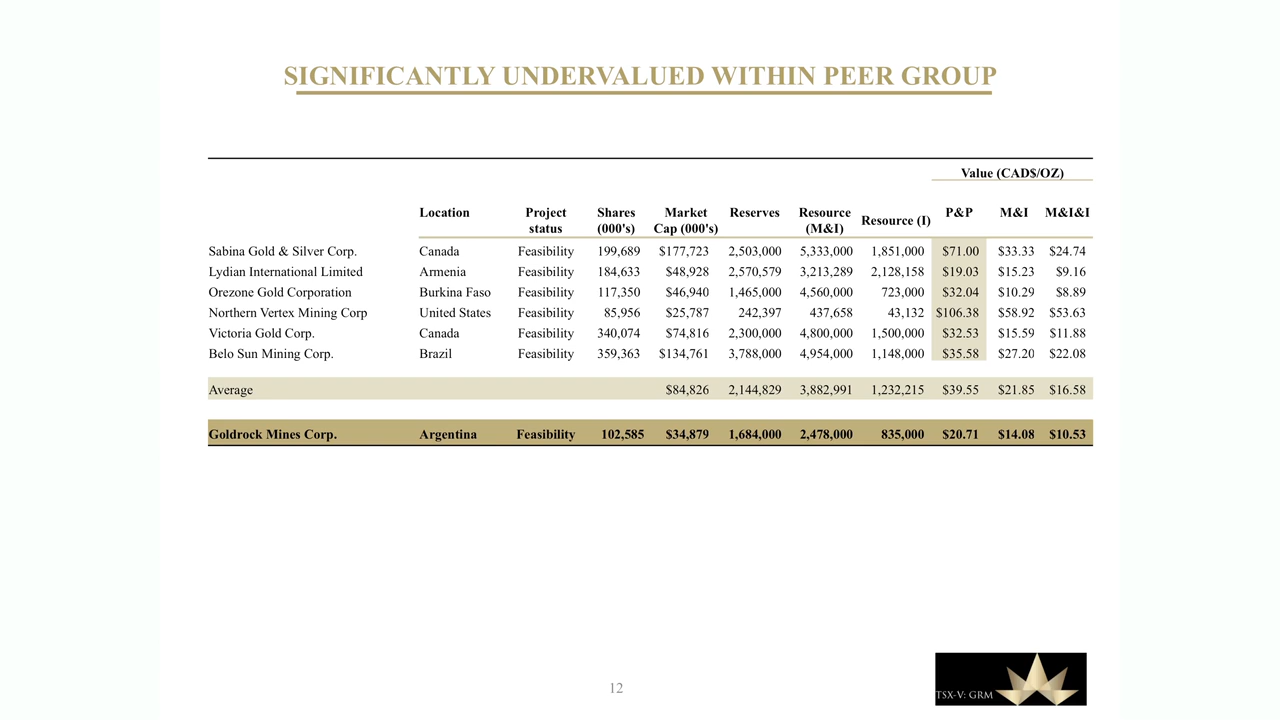 SIGNIFICANTLY UNDERVALUED WITHIN PEER GROUP
Value (CAD$/OZ)
Location Project status Shares (000's) Market Cap (000's) Reserves Resource (M&I) Resource (I) P&P M&I M&I&I
Sabina Gold & Silver Corp. Canada Feasibility 199,689 $177,723 2,503,000 5,333,000 1,851,000 $71.00 $33.33 $24.74
Lydian International Limited Armenia Feasibility 184,633 $48,928 2,570,579 3,213,289 2,128,158 $19.03 $15.23 $9.16
Orezone Gold Corporation Burkina Faso Feasibility 117,350 $46,940 1,465,000 4,560,000 723,000 $32.04 $10.29 $8.89
Northern Vertex Mining Corp United States Feasibility 85,956 $25,787 242,397 437,658 43,132 $106.38 $58.92 $53.63
Victoria Gold Corp. Canada Feasibility 340,074 $74,816 2,300,000 4,800,000 1,500,000 $32.53 $15.59 $11.88
Belo Sun Mining Corp. Brazil Feasibility 359,363 $134,761 3,788,000 4,954,000 1,148,000 $35.58 $27.20 $22.08
Average $84,826 2,144,829 3,882,991 1,232,215 $39.55 $21.85 $16.58
Goldrock Mines Corp. Argentina Feasibility 102,585 $34,879 1,684,000 2,478,000 835,000 $20.71 $14.08 $10.53
12
TSX-V: GRM